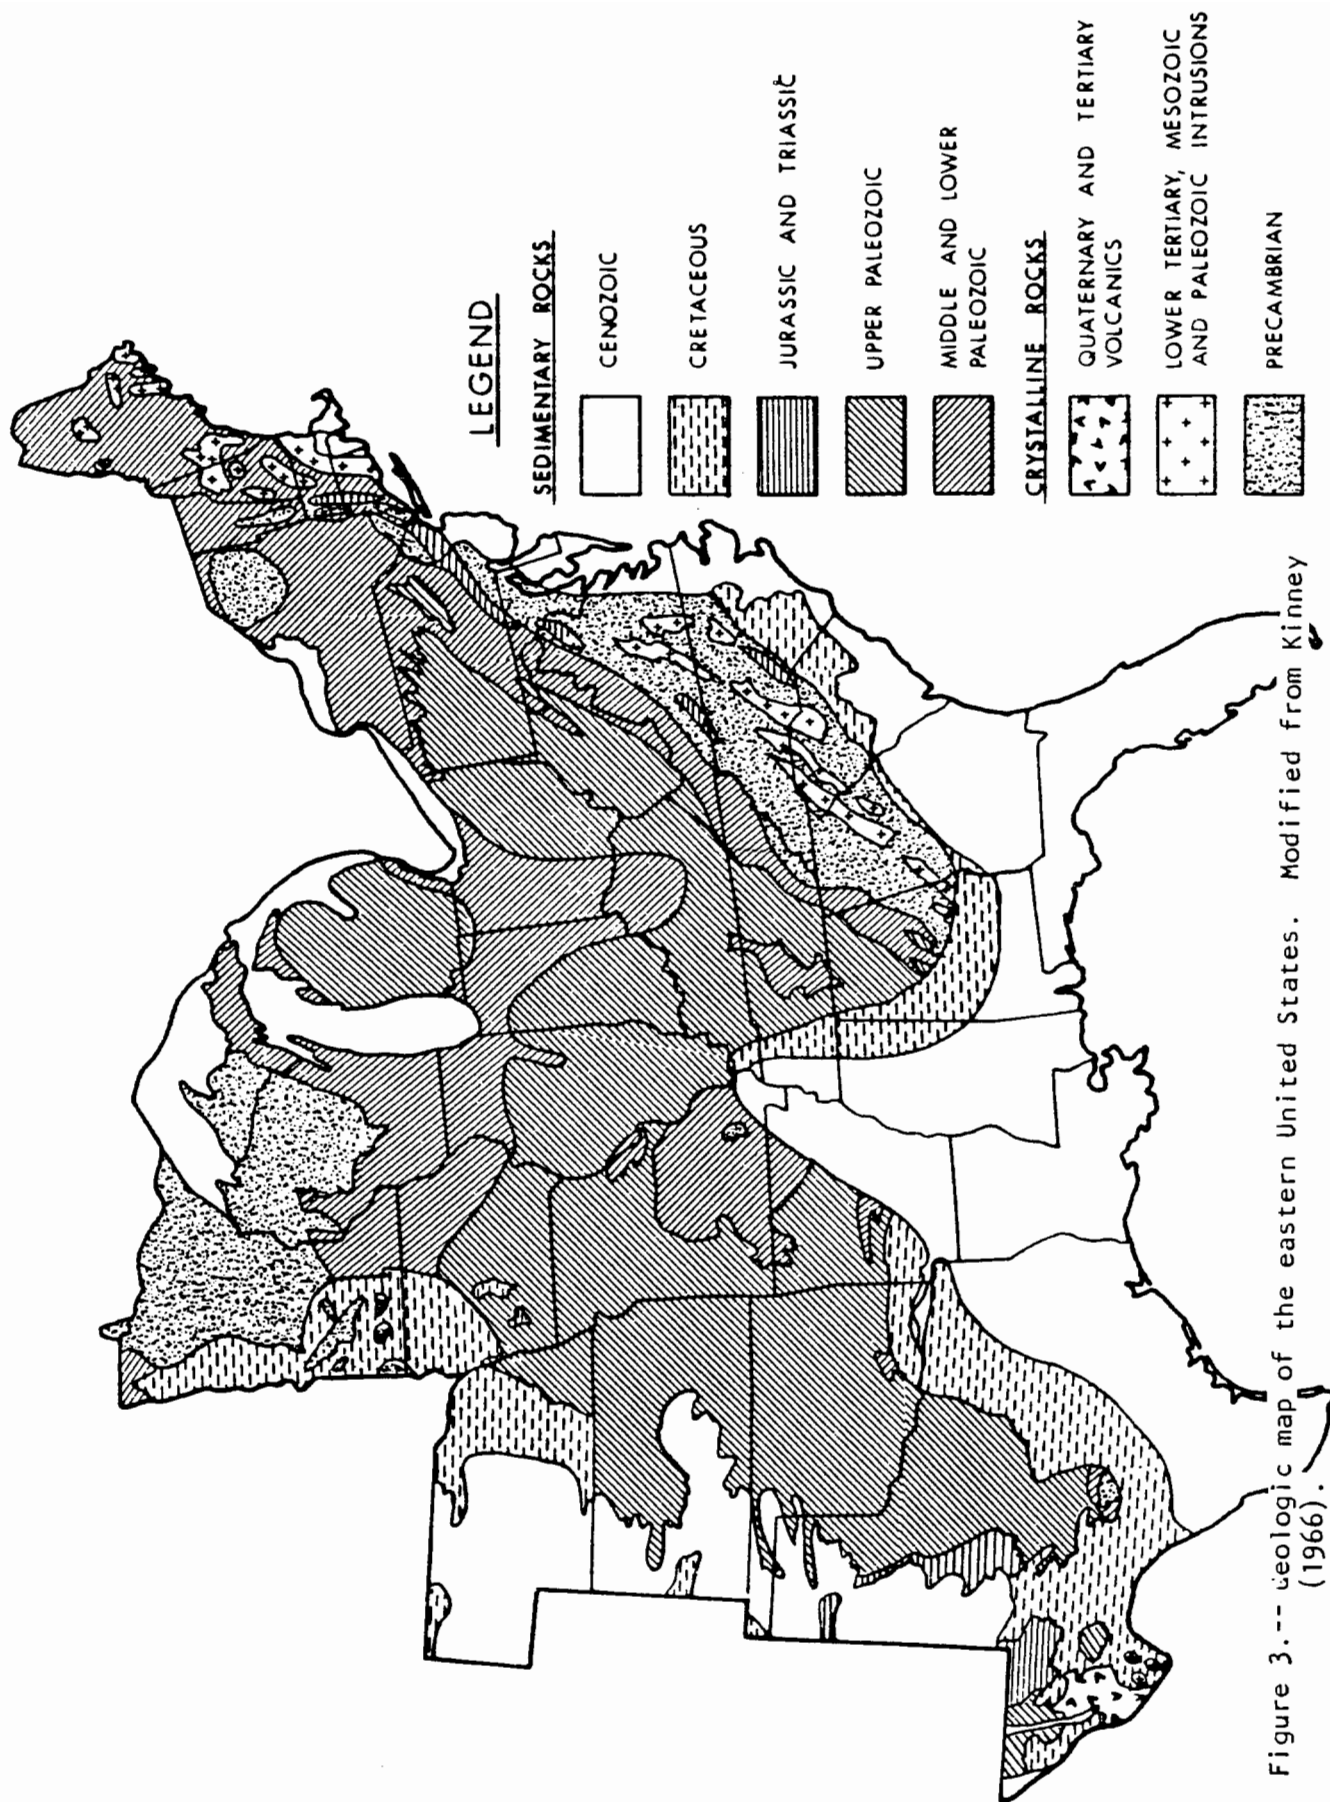 LEGEND
SEDIMENTARY ROCKS
CENOZOIC
CRETACEOUS
JURASSIC AND TRIASSIC
UPPER PALEOZOIC
MIDDLE AND LOWER
PALEOZOIC
CRYSTALLINE ROCKS
QUATERNARY AND TERTIARY
VOLCANICS
LOWER TERTIARY, MESOZOIC
AND PALEOZOIC INTRUSIONS
PRECAMBRIAN
Figure 3.-- Geologic map of the eastern United States. Modified from Kinney
(1966).